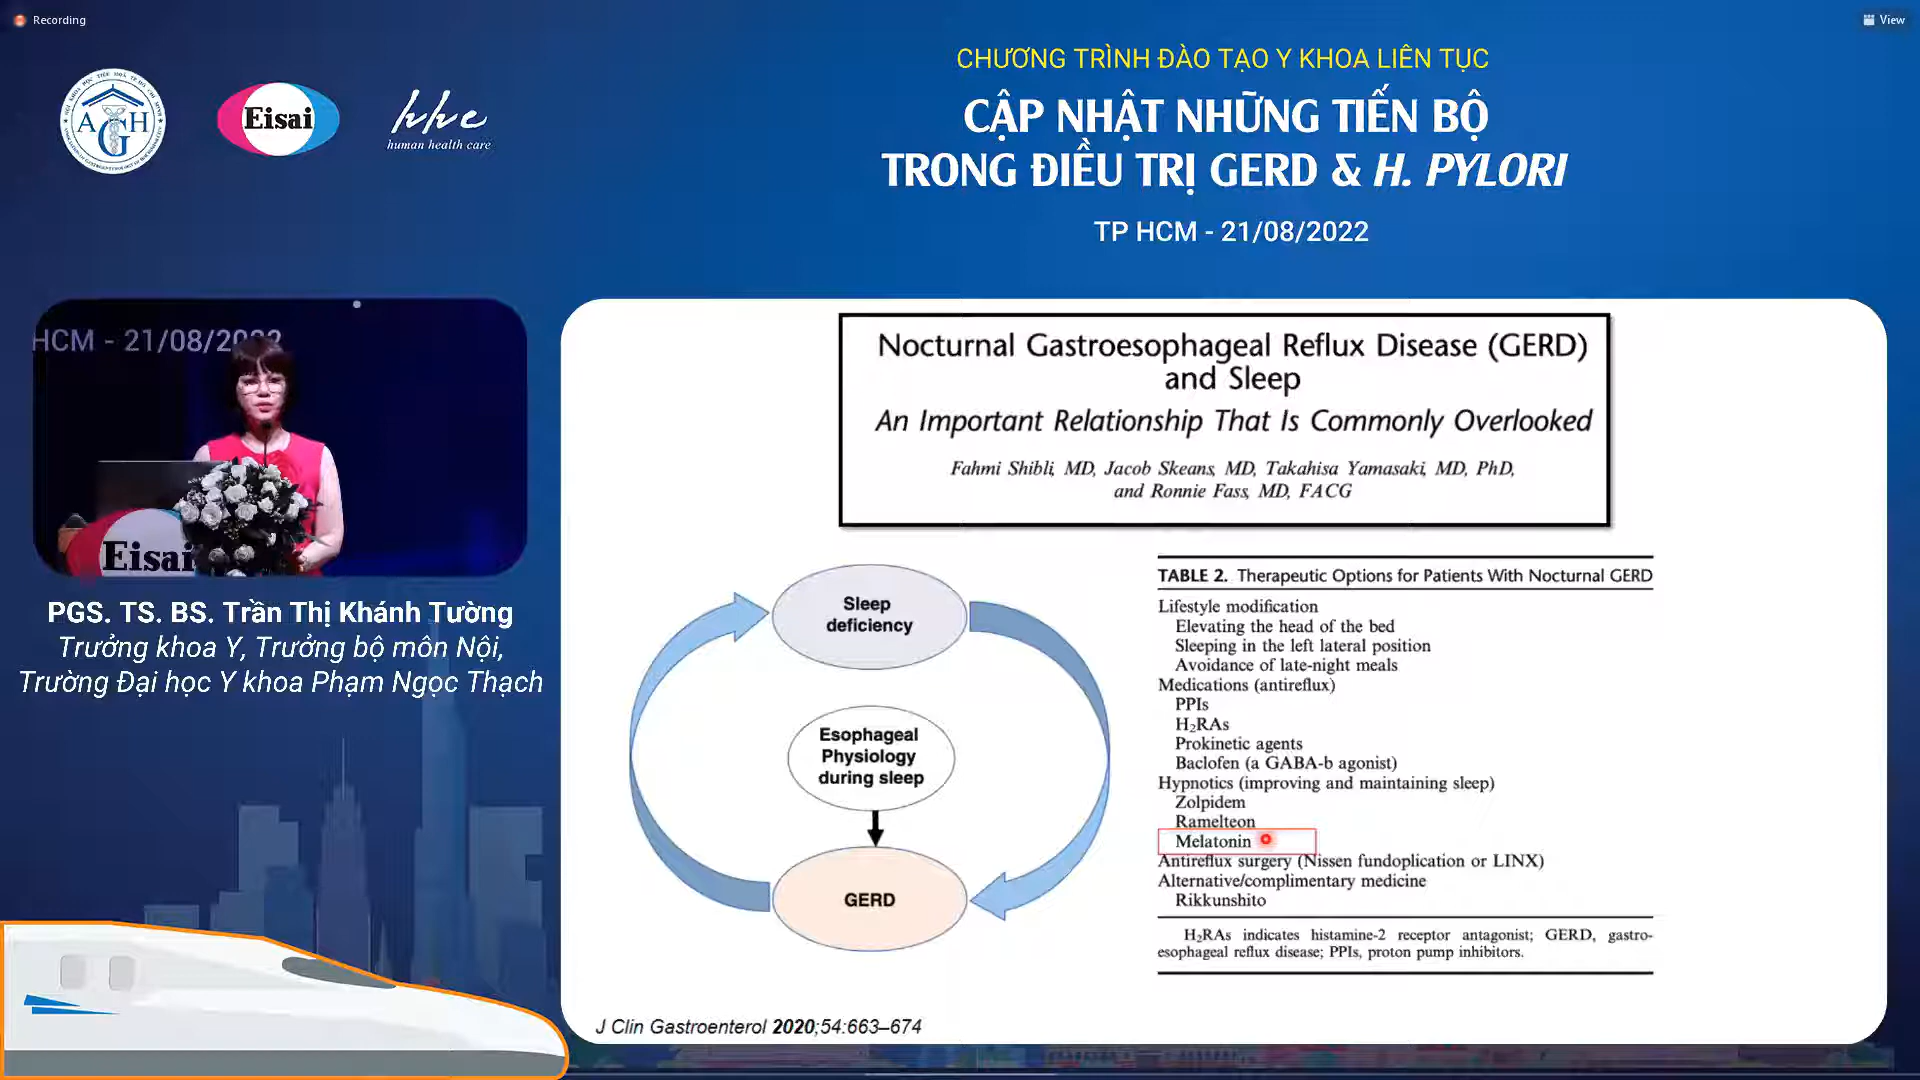 Recording
View
CHƯƠNG TRÌNH ĐÀO TẠO Y KHOA LIÊN TỤC
CẬP NHẬT NHỮNG TIẾN BỘ
TRONG ĐIỀU TRỊ GERD & H. PYLORI
TP HCM - 21/08/2022
AGH
Eisai
hhc
human health care
HCM - 21/08/2022
Eisai
PGS. TS. BS. Trần Thị Khánh Tường
Trưởng khoa Y, Trưởng bộ môn Nội,
Trường Đại học Y khoa Phạm Ngọc Thạch
Nocturnal Gastroesophageal Reflux Disease (GERD)
and Sleep
An Important Relationship That Is Commonly Overlooked
Fahmi Shibli, MD, Jacob Skeans, MD, Takahisa Yamasaki, MD, PhD,
and Ronnie Fass, MD, FACG
Sleep
deficiency
Esophageal
Physiology
during sleep
GERD
TABLE 2. Therapeutic Options for Patients With Nocturnal GERD
Lifestyle modification
Elevating the head of the bed
Sleeping in the left lateral position
Avoidance of late-night meals
Medications (antireflux)
PPIs
H₂RAs
Prokinetic agents
Baclofen (a GABA-b agonist)
Hypnotics (improving and maintaining sleep)
Zolpidem
Ramelteon
Melatonin
Antireflux surgery (Nissen fundoplication or LINX)
Alternative/complimentary medicine
Rikkunshito
H₂RAs indicates histamine-2 receptor antagonist; GERD, gastro-
esophageal reflux disease; PPIs, proton pump inhibitors.
J Clin Gastroenterol 2020;54:663–674